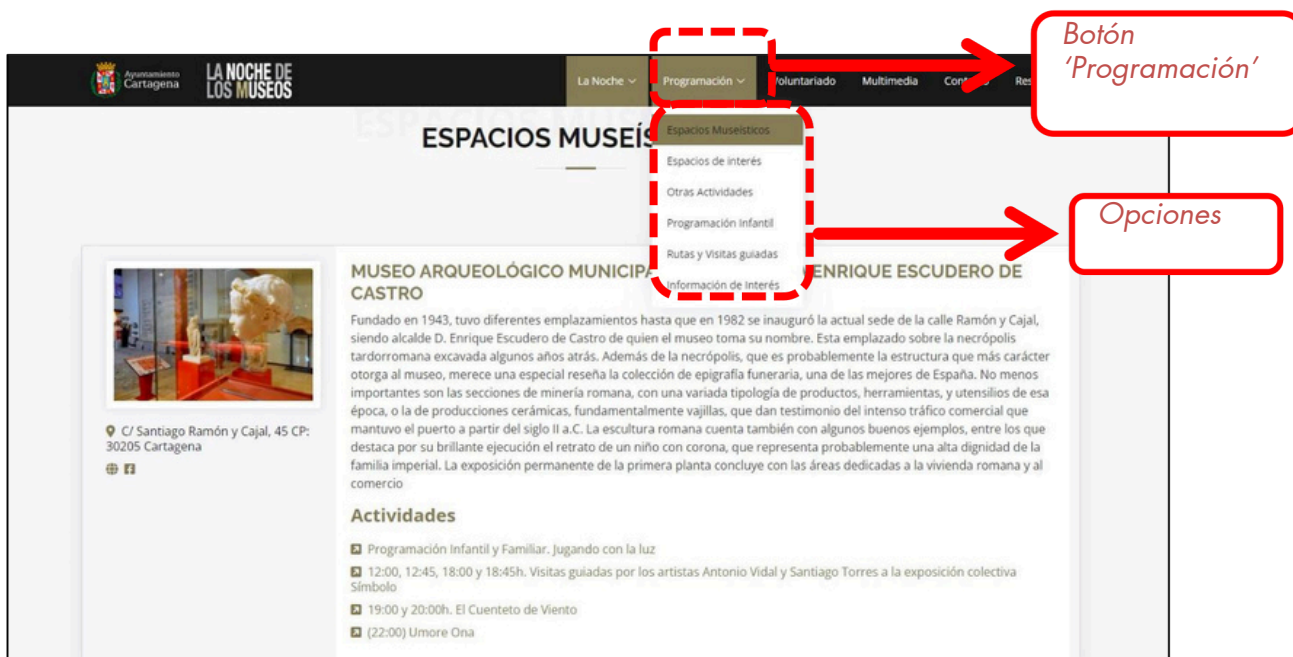 Botón
'Programación'
Ayuntamiento
Cartagena
LA NOCHE DE
LOS MUSEOS
La Noche
Programación
Voluntariado
Multimedia
ESPACIOS MUSEÍS
Espacios Museísticos
Espacios de interés
Otras Actividades
Programación Infantil
Rutas y Visitas guiadas
Información de Interés
Opciones
MUSEO ARQUEOLÓGICO MUNICIPA ENRIQUE ESCUDERO DE
CASTRO
Fundado en 1943, tuvo diferentes emplazamientos hasta que en 1982 se inauguró la actual sede de la calle Ramón y Cajal,
siendo alcalde D. Enrique Escudero de Castro de quien el museo toma su nombre. Esta emplazado sobre la necrópolis
tardorromana excavada algunos años atrás. Además de la necrópolis, que es probablemente la estructura que más carácter
otorga al museo, merece una especial reseña la colección de epigrafía funeraria, una de las mejores de España. No menos
importantes son las secciones de minería romana, con una variada tipología de productos, herramientas, y utensilios de esa
época, o la de producciones cerámicas, fundamentalmente vajillas, que dan testimonio del intenso tráfico comercial que
mantuvo el puerto a partir del siglo II a.C. La escultura romana cuenta también con algunos buenos ejemplos, entre los que
destaca por su brillante ejecución el retrato de un niño con corona, que representa probablemente una alta dignidad de la
familia imperial. La exposición permanente de la primera planta concluye con las áreas dedicadas a la vivienda romana y al
comercio
C/ Santiago Ramón y Cajal, 45 CP:
30205 Cartagena
Actividades
Programación Infantil y Familiar. Jugando con la luz
12:00, 12:45, 18:00 y 18:45h. Visitas guiadas por los artistas Antonio Vidal y Santiago Torres a la exposición colectiva
Símbolo
19:00 y 20:00h. El Cuenteto de Viento
(22:00) Umore Ona